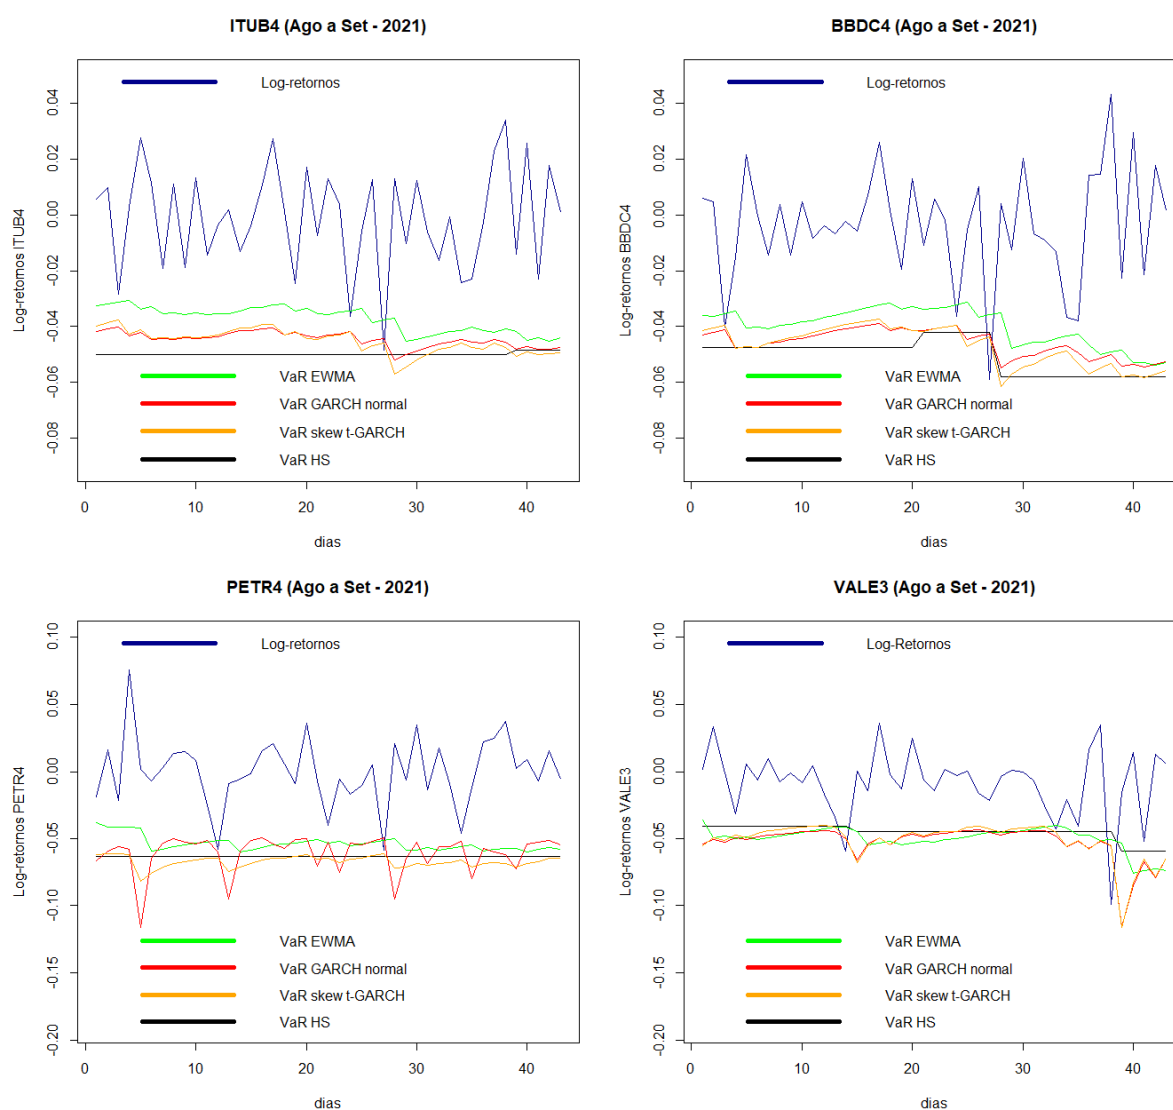 ITUB4 (Ago a Set - 2021)
Log-retornos ITUB4
0.04
0.02
0.00
-0.02
-0.04
-0.06
-0.08
Log-retornos
VaR EWMA
VaR GARCH normal
VaR skew t-GARCH
VaR HS
0 10 20 30 40
dias
BBDC4 (Ago a Set - 2021)
Log-retornos BBDC4
0.04
0.02
0.00
-0.02
-0.04
-0.06
-0.08
Log-retornos
VaR EWMA
VaR GARCH normal
VaR skew t-GARCH
VaR HS
0 10 20 30 40
dias
PETR4 (Ago a Set - 2021)
Log-retornos PETR4
0.10
0.05
0.00
-0.05
-0.10
-0.15
-0.20
Log-retornos
VaR EWMA
VaR GARCH normal
VaR skew t-GARCH
VaR HS
0 10 20 30 40
dias
VALE3 (Ago a Set - 2021)
Log-retornos VALE3
0.10
0.05
0.00
-0.05
-0.10
-0.15
-0.20
Log-Retornos
VaR EWMA
VaR GARCH normal
VaR skew t-GARCH
VaR HS
0 10 20 30 40
dias